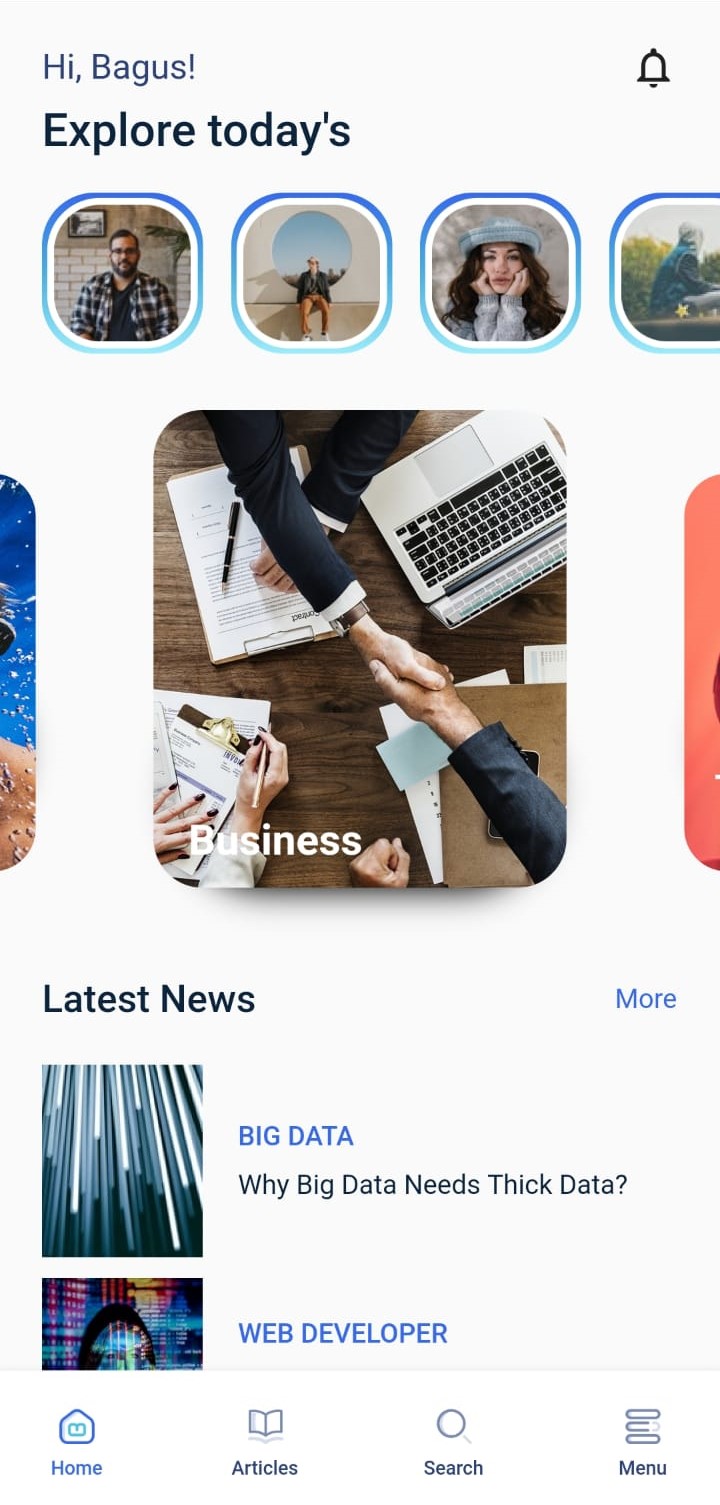 Hi, Bagus!
Explore today's
Contract
Business
Latest News
More
BIG DATA
Why Big Data Needs Thick Data?
WEB DEVELOPER
Home
Articles
Search
Menu